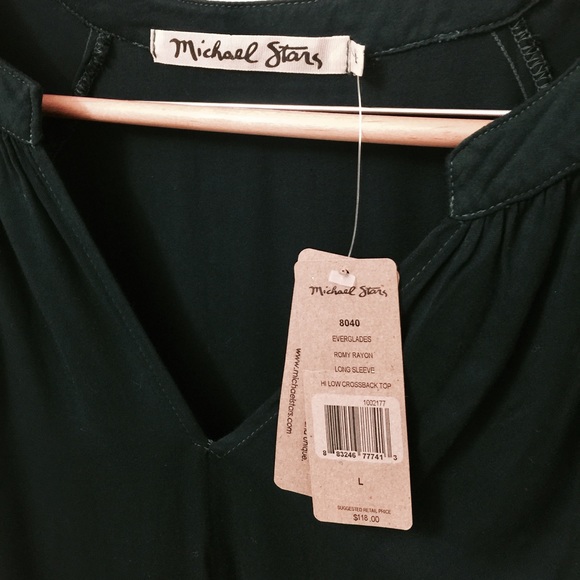 Michael Stars
Michael Stars
8040
EVERGLADES
ROMY RAYON
LONG SLEEVE
HI LOW CROSSBACK TOP
1002177
8 83246 77741 3
L
SUGGESTED RETAIL PRICE
$118.00
www.michaelstars.com
unique.